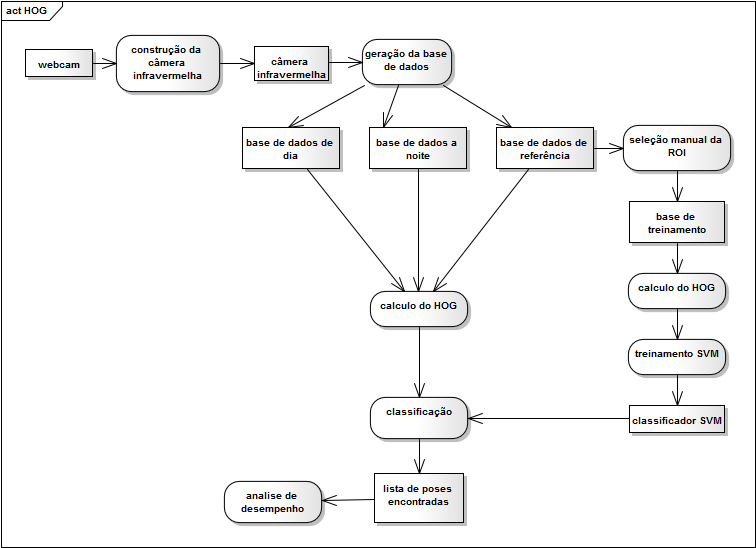 act HOG
webcam
construção da
câmera
infravermelha
câmera
infravermelha
geração da base
de dados
base de dados de
dia
base de dados a
noite
base de dados de
referência
seleção manual da
ROI
base de
treinamento
calculo do HOG
calculo do HOG
treinamento SVM
classificação
classificador SVM
lista de poses
encontradas
analise de
desempenho